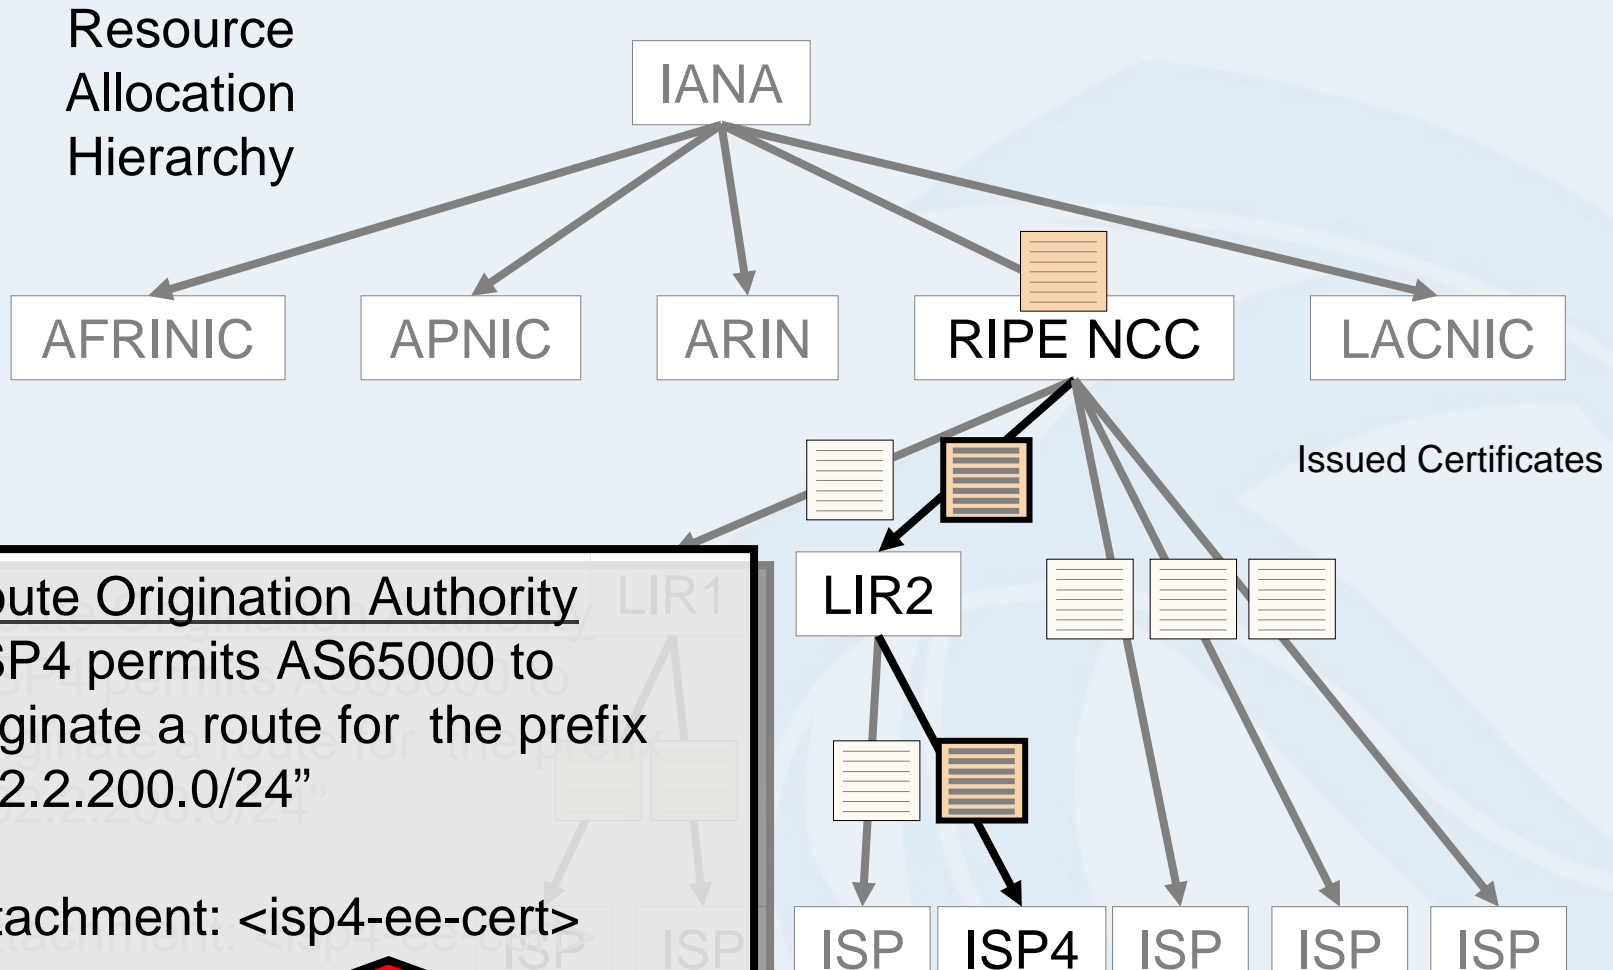 Resource
Allocation
Hierarchy
IANA
AFRINIC
APNIC
ARIN
RIPE NCC
LACNIC
Issued Certificates
LIR1
LIR2
oute Origination Authority
SP4 permits AS65000 to
ginate a route for the prefix
2.2.200.0/24”
tachment: <isp4-ee-cert>
ISP
ISP
ISP
ISP4
ISP
ISP
ISP